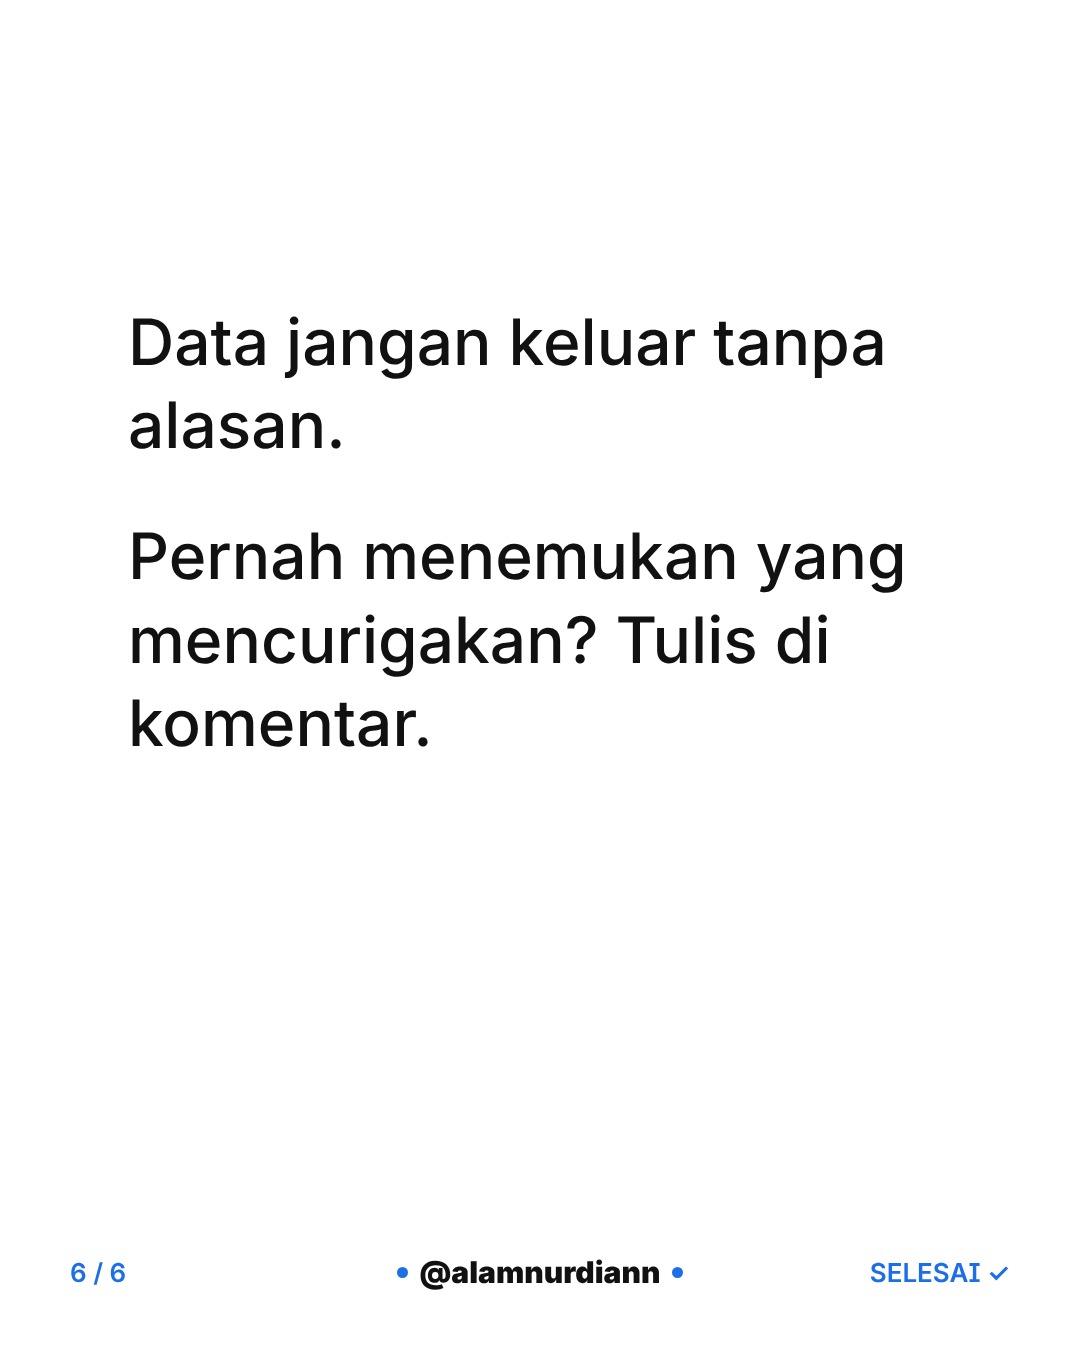 Data jangan keluar tanpa
alasan.
Pernah menemukan yang
mencurigakan? Tulis di
komentar.
6 / 6
• @alamnurdiann •
SELESAI ✓